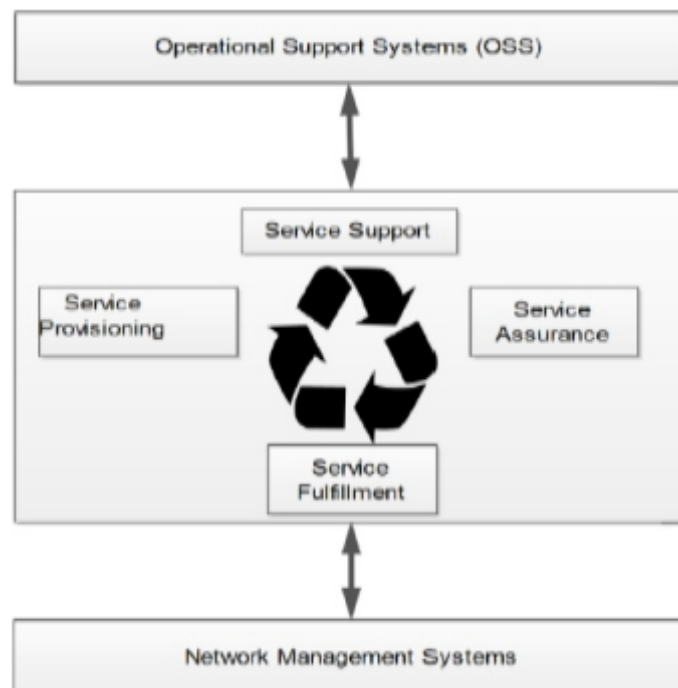 Operational Support Systems (OSS)
Service Support
Service
Provisioning
Service
Assurance
Service
Fulfillment
Network Management Systems